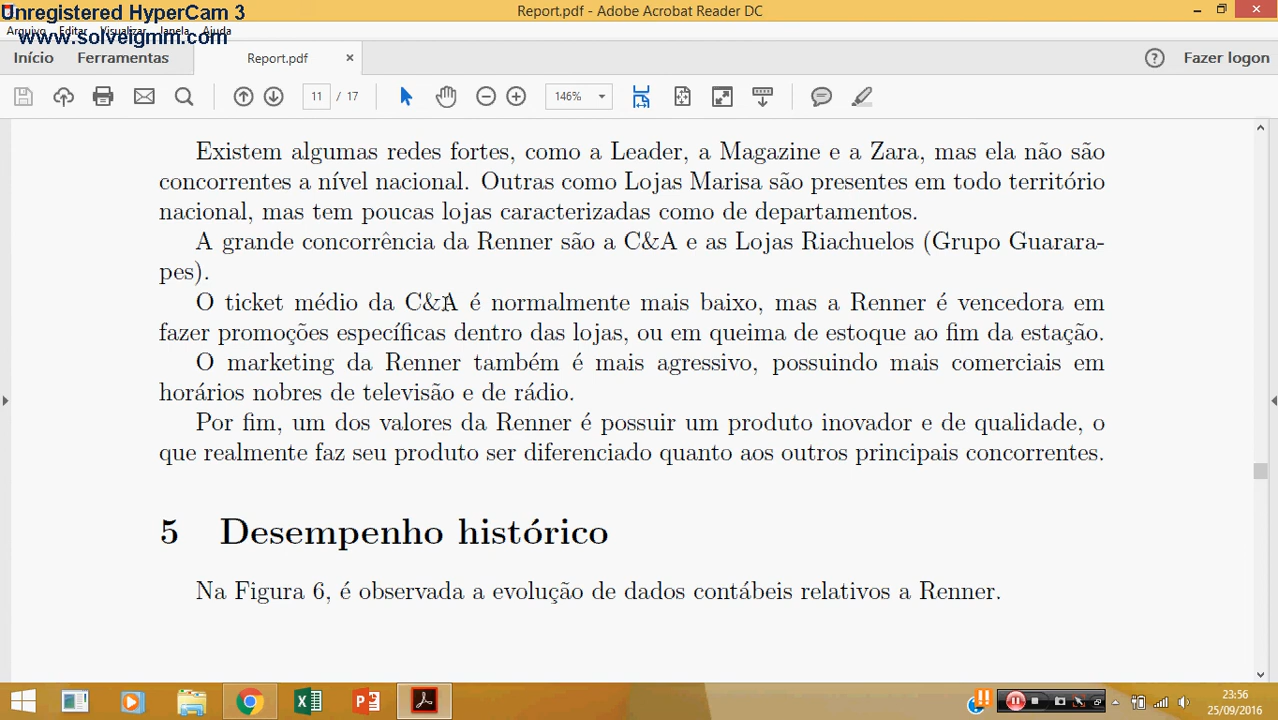 Unregistered HyperCam 3
Report.pdf - Adobe Acrobat Reader DC
Arquivo Editar Visualizar Janela Ajuda
www.solveigmm.com
Início Ferramentas Report.pdf × ? Fazer logon
11 / 17 146%
Existem algumas redes fortes, como a Leader, a Magazine e a Zara, mas ela não são
concorrentes a nível nacional. Outras como Lojas Marisa são presentes em todo território
nacional, mas tem poucas lojas caracterizadas como de departamentos.
A grande concorrência da Renner são a C&A e as Lojas Riachuelos (Grupo Guarara-
pes).
O ticket médio da C&A é normalmente mais baixo, mas a Renner é vencedora em
fazer promoções específicas dentro das lojas, ou em queima de estoque ao fim da estação.
O marketing da Renner também é mais agressivo, possuindo mais comerciais em
horários nobres de televisão e de rádio.
Por fim, um dos valores da Renner é possuir um produto inovador e de qualidade, o
que realmente faz seu produto ser diferenciado quanto aos outros principais concorrentes.
5 Desempenho histórico
Na Figura 6, é observada a evolução de dados contábeis relativos a Renner.
23:56
25/09/2016